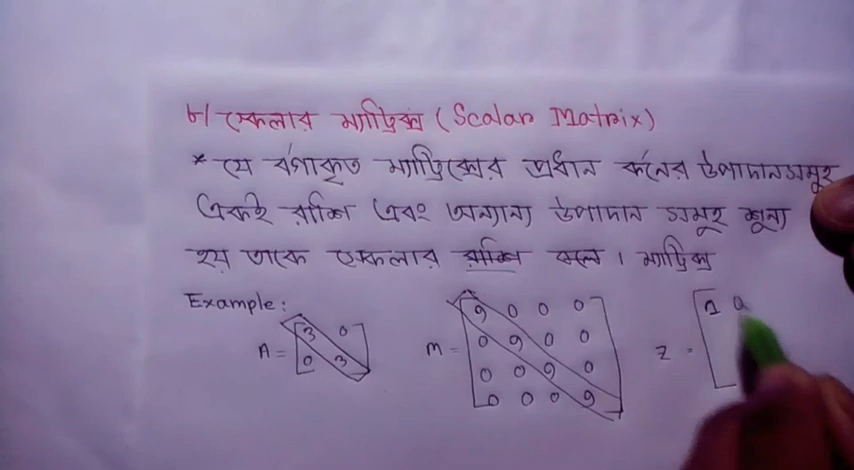 ৮। স্কেলার ম্যাট্রিক্স (Scalar Matrix)
* যে বর্গাকৃত ম্যাট্রিক্সের প্রধান কর্নের উপাদানসমূহ
একই রাশি এবং অন্যান্য উপাদান সমূহ শূন্য
হয় তাকে স্কেলার রাশি বলে। ম্যাট্রিক্স
Example:
A = [3 0
0 3]
M = [9 0 0 0
0 9 0 0
0 0 9 0
0 0 0 9]
Z = [1